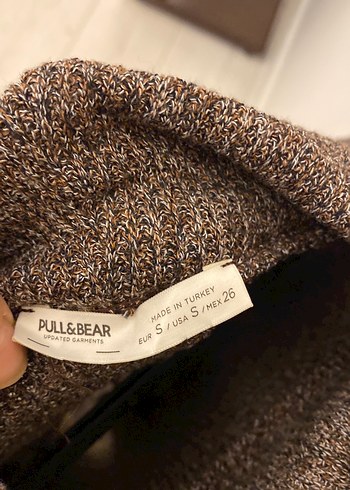 PULL&BEAR
UPDATED GARMENTS
MADE IN TURKEY
EUR S / USA S / MEX 26